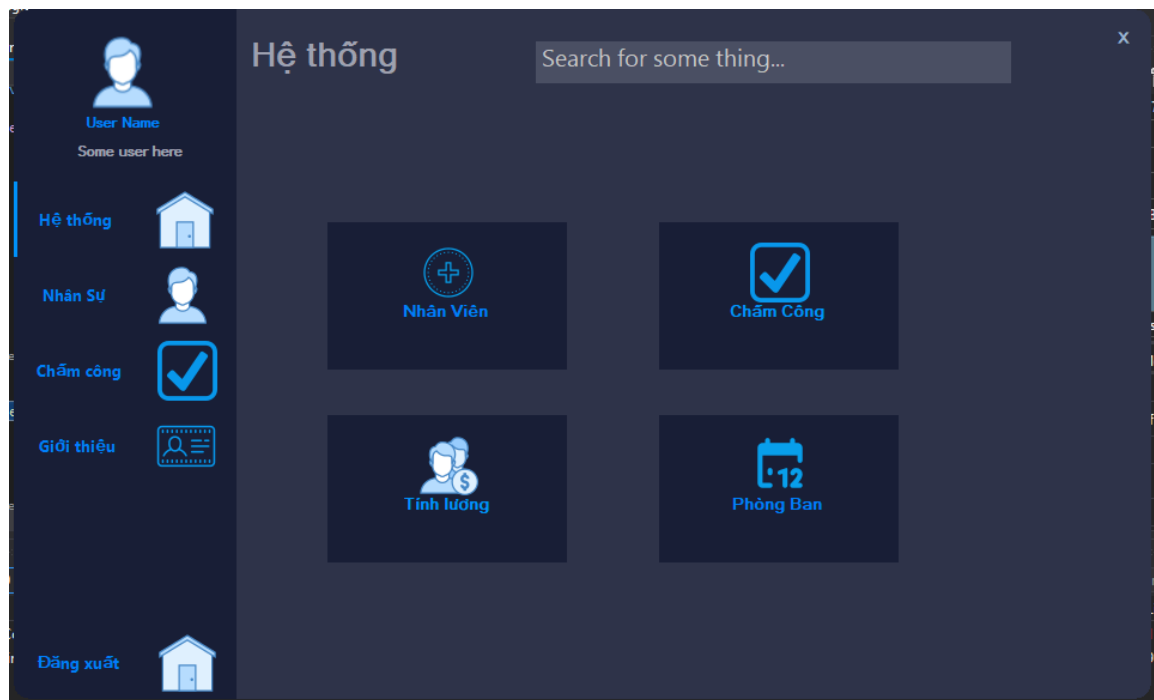 User Name
Some user here
Hệ thống
Nhân Sự
Chấm công
Giới thiệu
Đăng xuất
Hệ thống
Search for some thing...
x
Nhân Viên
Chấm Công
Tính lương
12
Phòng Ban